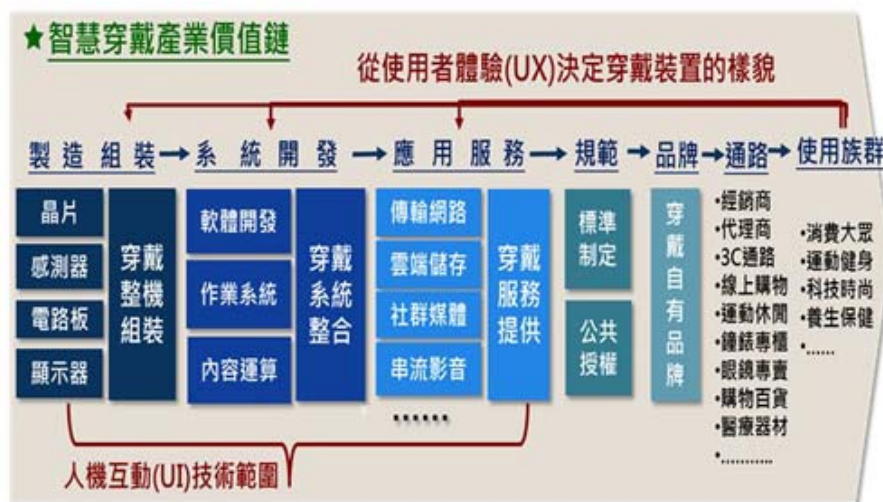 ★智慧穿戴產業價值鏈
從使用者體驗(UX)決定穿戴裝置的樣貌
製造組裝→系統開發→應用服務→規範→品牌→通路→使用族群
晶片
感測器
電路板
顯示器
穿戴
整機
組裝
軟體開發
作業系統
內容運算
穿戴
系統
整合
傳輸網路
雲端儲存
社群媒體
串流影音
......
穿戴
服務
提供
標準
制定
公共
授權
穿戴自有品牌
•經銷商
•代理商
•3C通路
•線上購物
•運動休閒
•鐘錶專櫃
•眼鏡專賣
•購物百貨
•醫療器材
•...........
•消費大眾
•運動健身
•科技時尚
•養生保健
•......
人機互動(UI)技術範圍